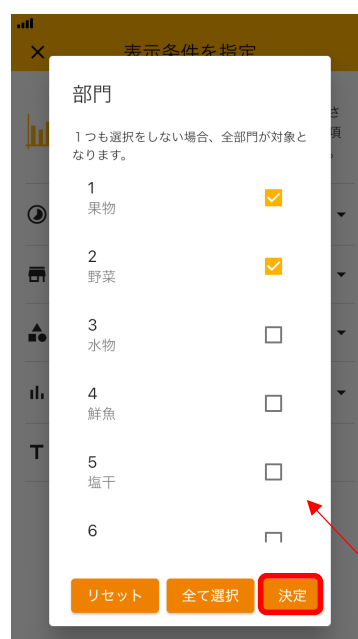 表示条件を指定
さ
項
部門
１つも選択をしない場合、全部門が対象と
なります。
1
果物
2
野菜
3
水物
4
鮮魚
5
塩干
6
リセット
全て選択
決定